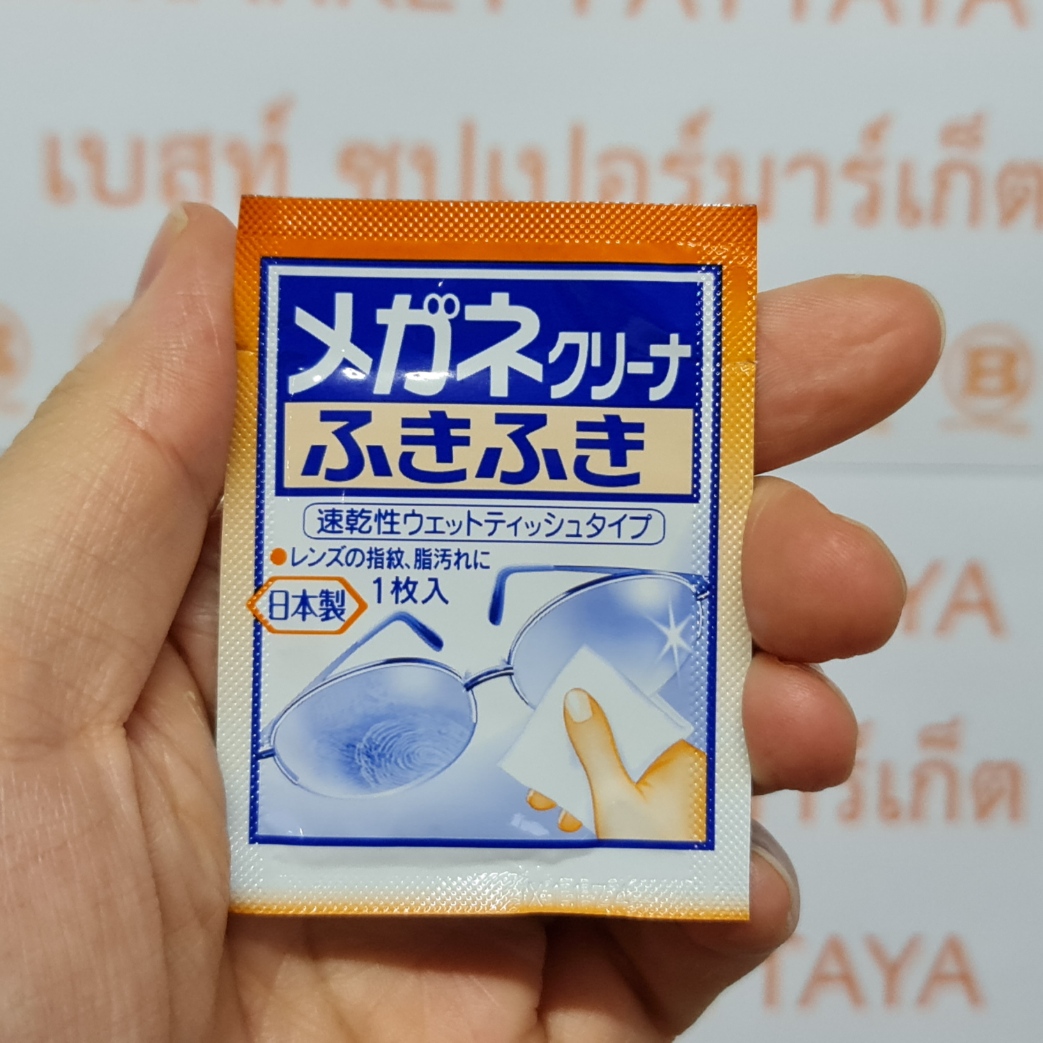 เบสท์ ซุปเปอร์มาร์เก็ต
メガネクリーナ
ふきふき
速乾性ウェットティッシュタイプ
●レンズの指紋、脂汚れに
日本製
1枚入
B
TAYA